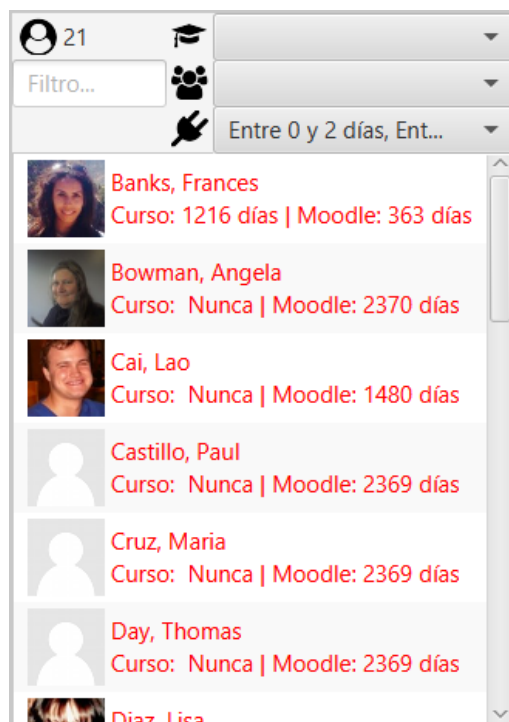 21
Filtro...
Entre 0 y 2 días, Ent...
Banks, Frances
Curso: 1216 días | Moodle: 363 días
Bowman, Angela
Curso:  Nunca | Moodle: 2370 días
Cai, Lao
Curso:  Nunca | Moodle: 1480 días
Castillo, Paul
Curso:  Nunca | Moodle: 2369 días
Cruz, Maria
Curso:  Nunca | Moodle: 2369 días
Day, Thomas
Curso:  Nunca | Moodle: 2369 días
Diaz, Lisa